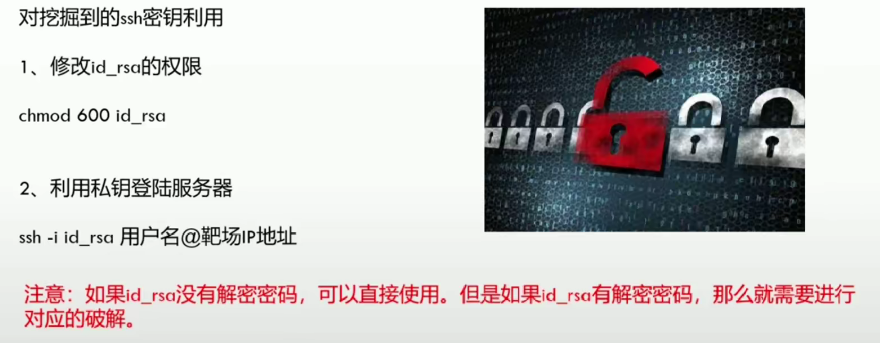 对挖掘到的ssh密钥利用
1、修改id_rsa的权限
chmod 600 id_rsa
2、利用私钥登陆服务器
ssh -i id_rsa 用户名@靶场IP地址
注意：如果id_rsa没有解密密码，可以直接使用。但是如果id_rsa有解密密码，那么就需要进行
对应的破解。